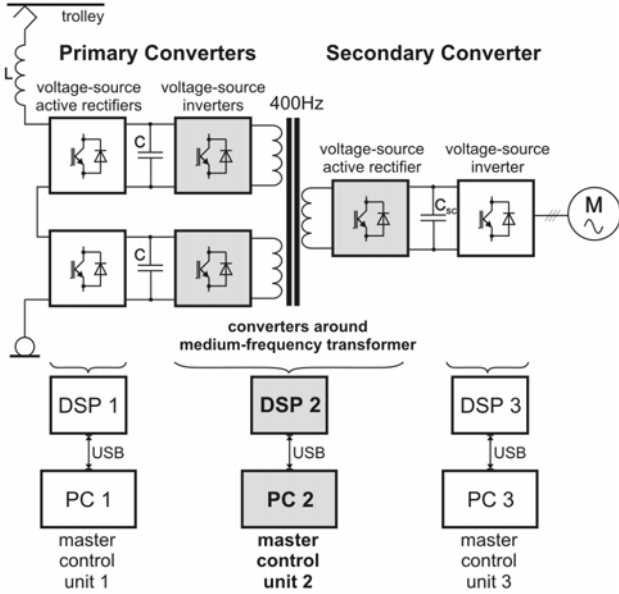 trolley
Primary Converters
Secondary Converter
L
voltage-source
active rectifiers
voltage-source
inverters
400Hz
C
voltage-source
active rectifier
voltage-source
inverter
Csc
M
C
converters around
medium-frequency transformer
DSP 1
DSP 2
DSP 3
USB
USB
USB
PC 1
PC 2
PC 3
master
control
unit 1
master
control
unit 2
master
control
unit 3